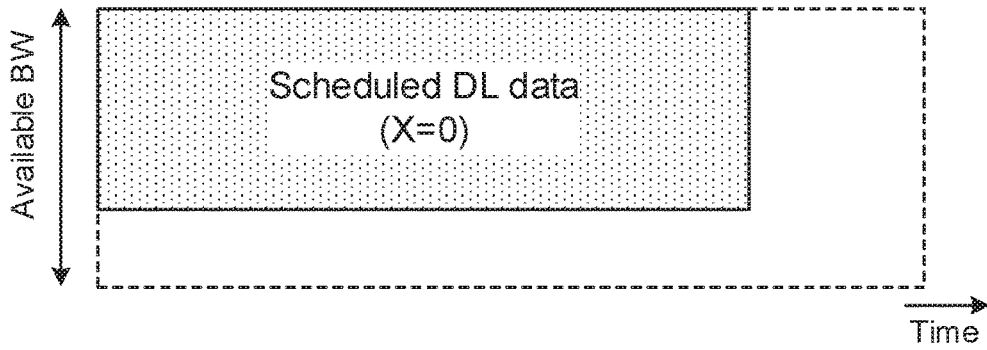 Available BW
Scheduled DL data
(X=0)
Time